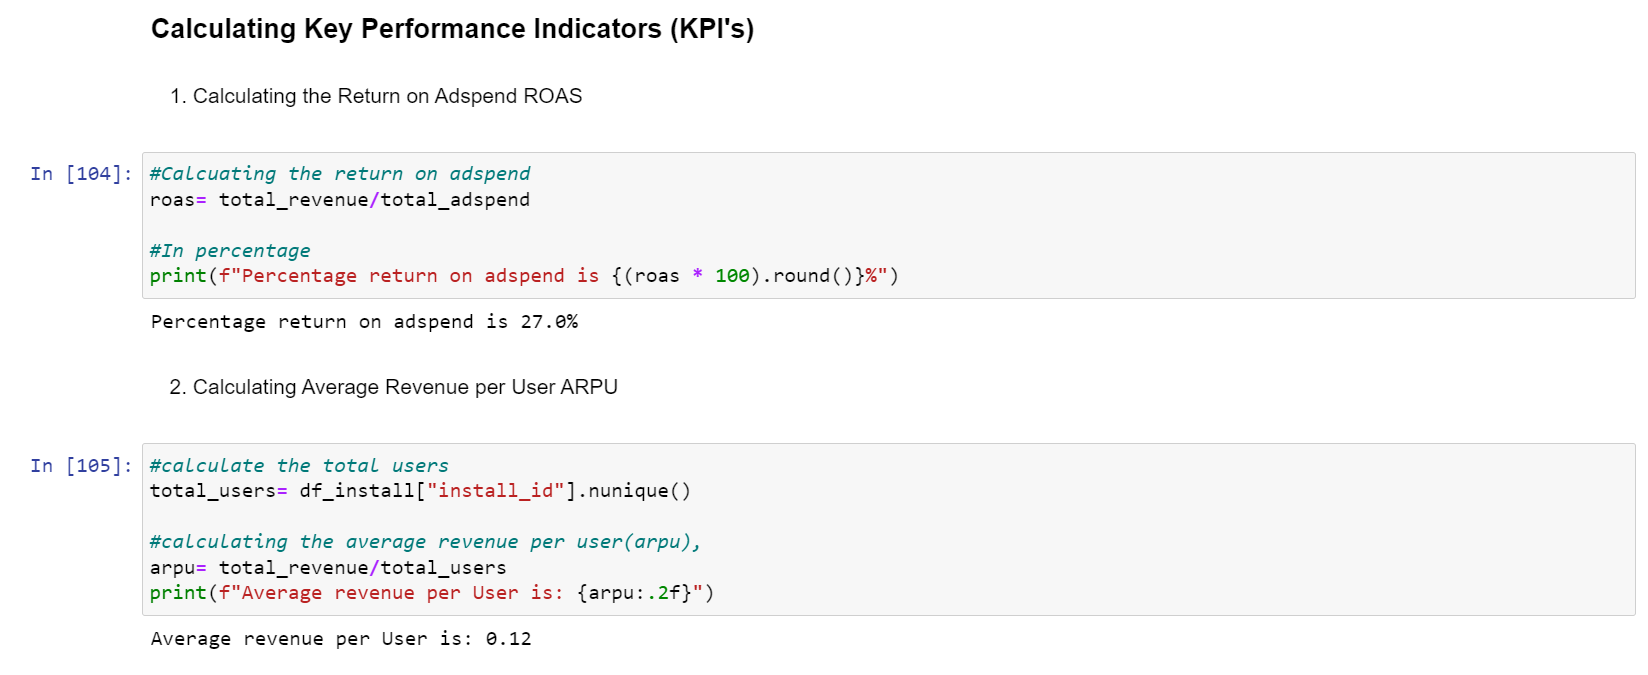 Calculating Key Performance Indicators (KPI's)
1. Calculating the Return on Adspend ROAS
In [104]:
#Calcuating the return on adspend
roas= total_revenue/total_adspend
#In percentage
print(f"Percentage return on adspend is {(roas * 100).round()}%")
Percentage return on adspend is 27.0%
2. Calculating Average Revenue per User ARPU
In [105]:
#calculate the total users
total_users= df_install["install_id"].nunique()
#calculating the average revenue per user(arpu),
arpu= total_revenue/total_users
print(f"Average revenue per User is: {arpu:.2f}")
Average revenue per User is: 0.12